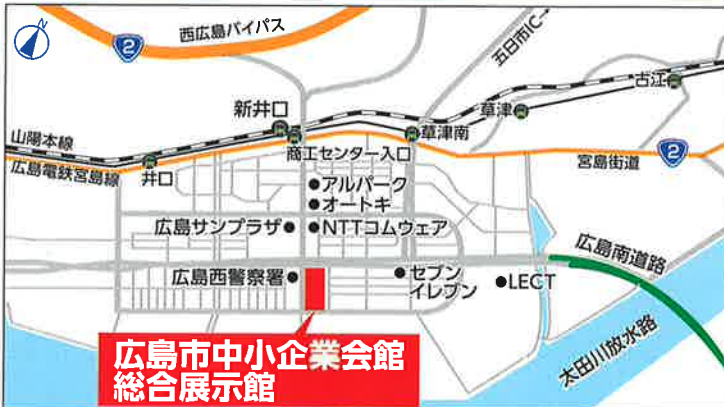 N
2
西広島バイパス
五日市IC→
古江
新井口
草津
山陽本線
草津南
商工センター入口
広島電鉄宮島線
井口
宮島街道
2
アルパーク
オートキ
広島サンプラザ
NTTコムウェア
広島南道路
広島西警察署
セブン
イレブン
LECT
太田川放水路
広島市中小企業会館
総合展示館